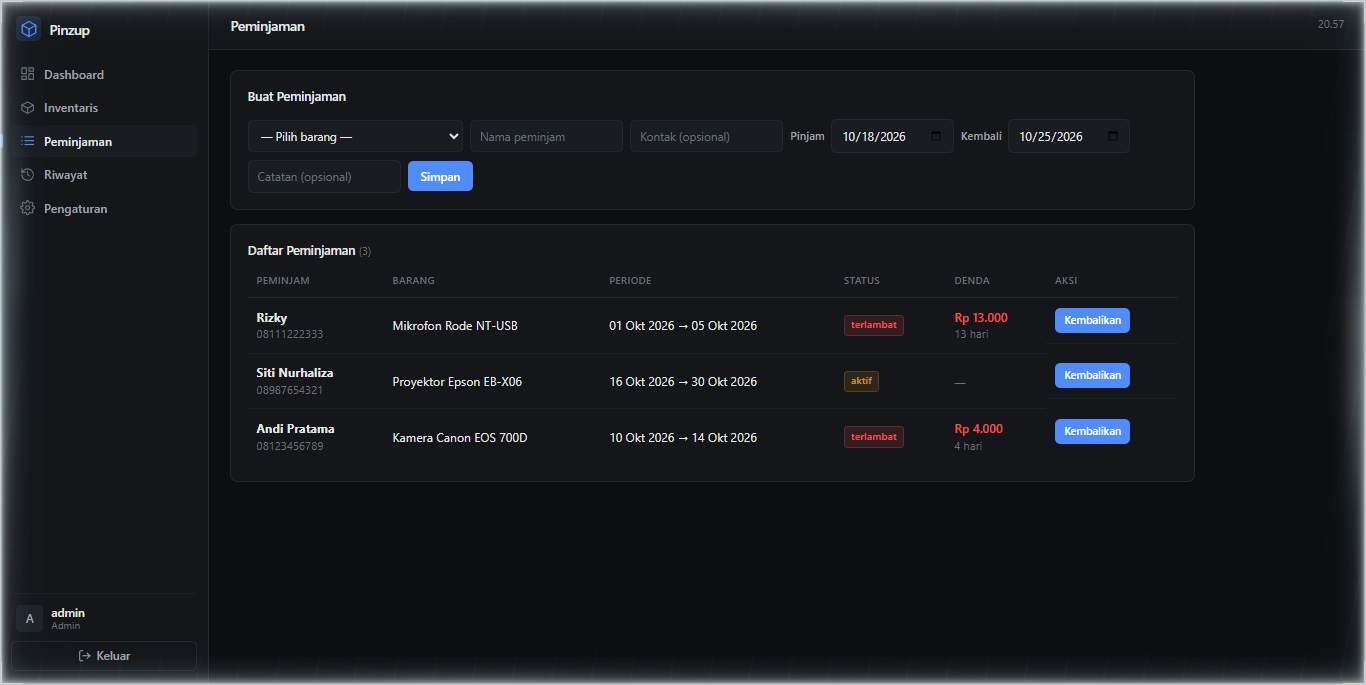 Pinzup
Dashboard
Inventaris
Peminjaman
Riwayat
Pengaturan
admin
A
Admin
Keluar
Peminjaman
20.57
Buat Peminjaman
— Pilih barang — Nama peminjam Kontak (opsional) Pinjam 10/18/2026 Kembali 10/25/2026
Catatan (opsional) Simpan
Daftar Peminjaman (3)
PEMINJAM BARANG PERIODE STATUS DENDA AKSI
Rizky
08111222333
Mikrofon Rode NT-USB
01 Okt 2026 → 05 Okt 2026
terlambat
Rp 13.000
13 hari
Kembalikan
Siti Nurhaliza
08987654321
Proyektor Epson EB-X06
16 Okt 2026 → 30 Okt 2026
aktif
—
Kembalikan
Andi Pratama
08123456789
Kamera Canon EOS 700D
10 Okt 2026 → 14 Okt 2026
terlambat
Rp 4.000
4 hari
Kembalikan